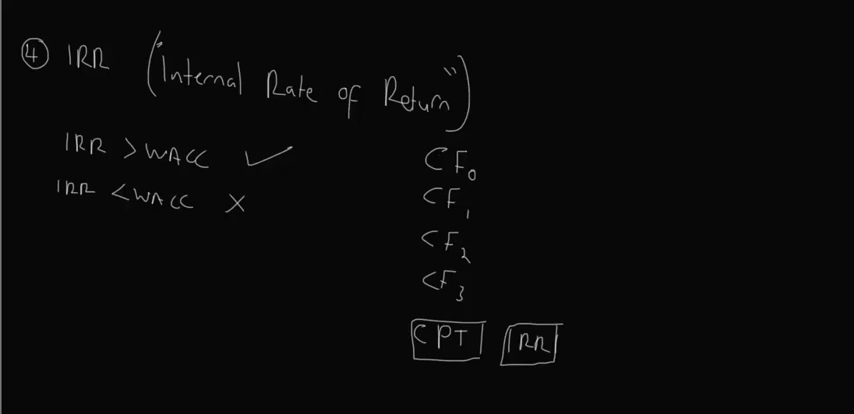 ④ IRR ("Internal Rate of Return")
IRR > WACC ✓
IRR < WACC X
CF₀
CF₁
CF₂
CF₃
CPT IRR